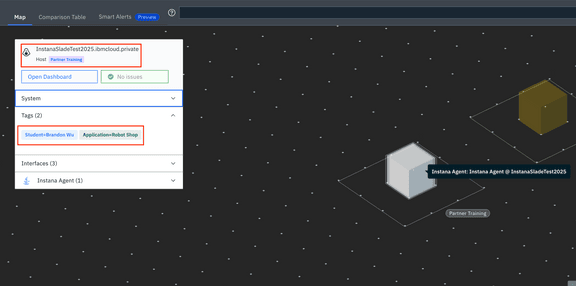 Map Comparison Table Smart Alerts Preview
InstanaSladeTest2025.ibmcloud.private
Host Partner Training
Open Dashboard No issues
System
Tags (2)
Student=Brandon Wu Application=Robot Shop
Interfaces (3)
Instana Agent (1)
Instana Agent: Instana Agent @ InstanaSladeTest2025
Partner Training